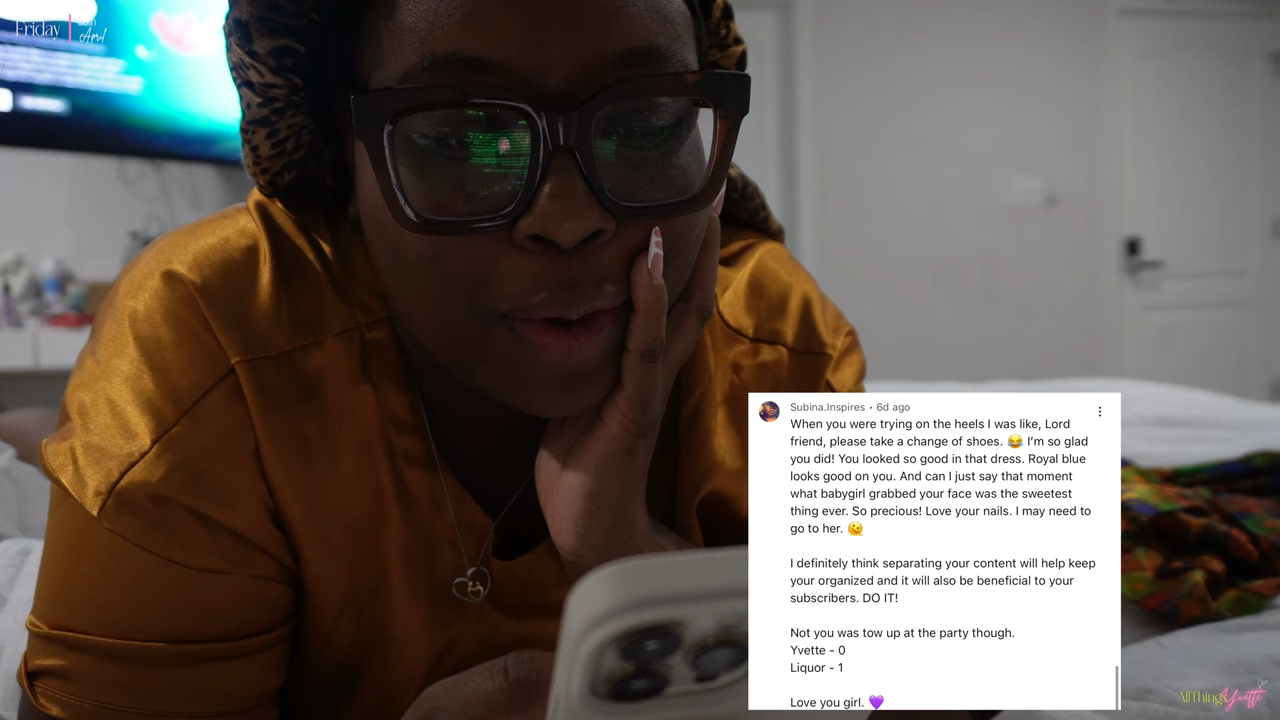 Friday
April
Subina.Inspires • 6d ago
When you were trying on the heels I was like, Lord
friend, please take a change of shoes. 😂 I'm so glad
you did! You looked so good in that dress. Royal blue
looks good on you. And can I just say that moment
what babygirl grabbed your face was the sweetest
thing ever. So precious! Love your nails. I may need to
go to her. 🫠
I definitely think separating your content will help keep
your organized and it will also be beneficial to your
subscribers. DO IT!
Not you was tow up at the party though.
Yvette - 0
Liquor - 1
Love you girl. 💜
AllThingsYvette